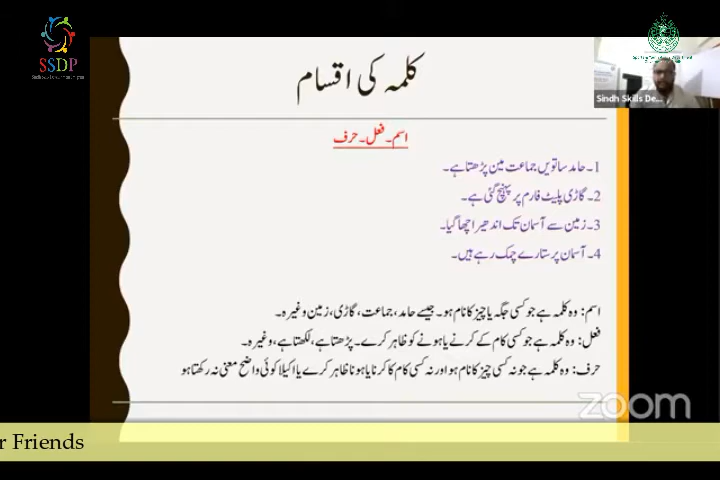 SSDP
کلمہ کی اقسام
اسم۔ فعل۔ حرف
1۔ حامد ساتویں جماعت مین پڑھتا ہے۔
2۔ گاڑی پلیٹ فارم پر پہنچ گئی ہے۔
3۔ زمین سے آسمان تک اندھیرا چھا گیا۔
4۔ آسمان پر ستارے چمک رہے ہیں۔
اسم: وہ کلمہ ہے جو کسی جگہ یا چیز کا نام ہو۔ جیسے حامد، جماعت، گاڑی، زمین وغیرہ۔
فعل: وہ کلمہ ہے جو کسی کام کے کرنے یا ہونے کو ظاہر کرے۔ پڑھتا ہے، لکھتا ہے، وغیرہ۔
حرف: وہ کلمہ ہے جو نہ کسی چیز کا نام ہو اور نہ کسی کام کا کرنا یا ہونا ظاہر کرے یا اکیلا کوئی واضح معنی نہ رکھتا ہو
Sindh Skills De...
zoom
r Friends